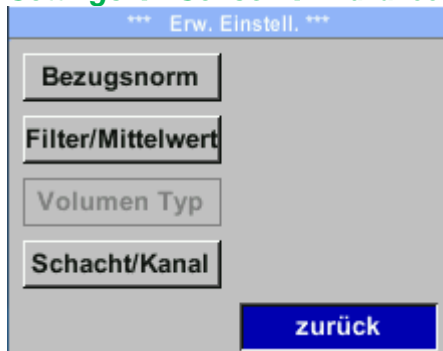 *** Erw. Einstell. ***
Bezugsnorm
Filter/Mittelwert
Volumen Typ
Schacht/Kanal
zurück